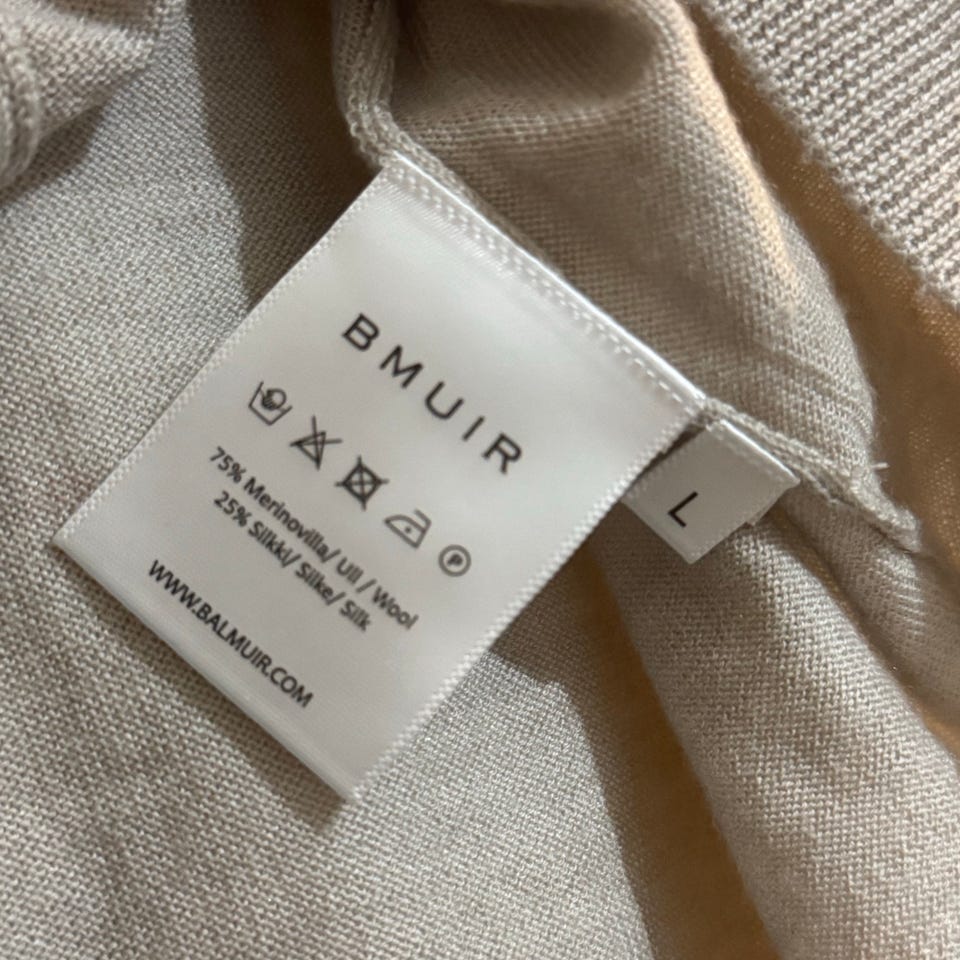 BMUIR
P
75% Merinovilla/ Ull / Wool
25% Silkki/ Silke/ Silk
WWW.BALMUIR.COM
L